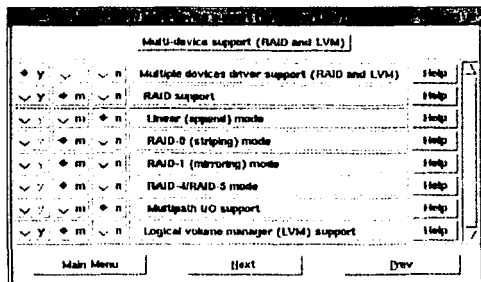 Multi-device support (RAID and LVM)
y n Multiple devices driver support (RAID and LVM) Help
y m n RAID support Help
y m n Linear (append) mode Help
y m n RAID-0 (striping) mode Help
y m n RAID-1 (mirroring) mode Help
y m n RAID-4/RAID-5 mode Help
y m n Multipath I/O support Help
y m n Logical volume manager (LVM) support Help
Main Menu Next Prev